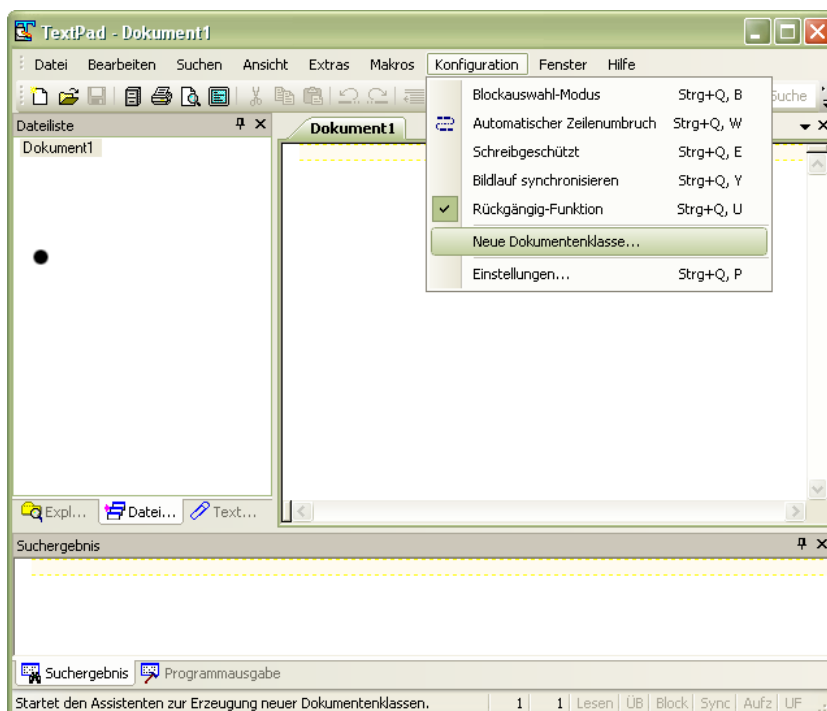 TextPad - Dokument1
Datei Bearbeiten Suchen Ansicht Extras Makros Konfiguration Fenster Hilfe
Suche
Dateiliste
Dokument1
Dokument1
Blockauswahl-Modus Strg+Q, B
Automatischer Zeilenumbruch Strg+Q, W
Schreibgeschützt Strg+Q, E
Bildlauf synchronisieren Strg+Q, Y
Rückgängig-Funktion Strg+Q, U
Neue Dokumentenklasse...
Einstellungen... Strg+Q, P
Expl... Datei... Text...
Suchergebnis
Suchergebnis Programmausgabe
Startet den Assistenten zur Erzeugung neuer Dokumentenklassen. 1 1 Lesen ÜB Block Sync Aufz UF